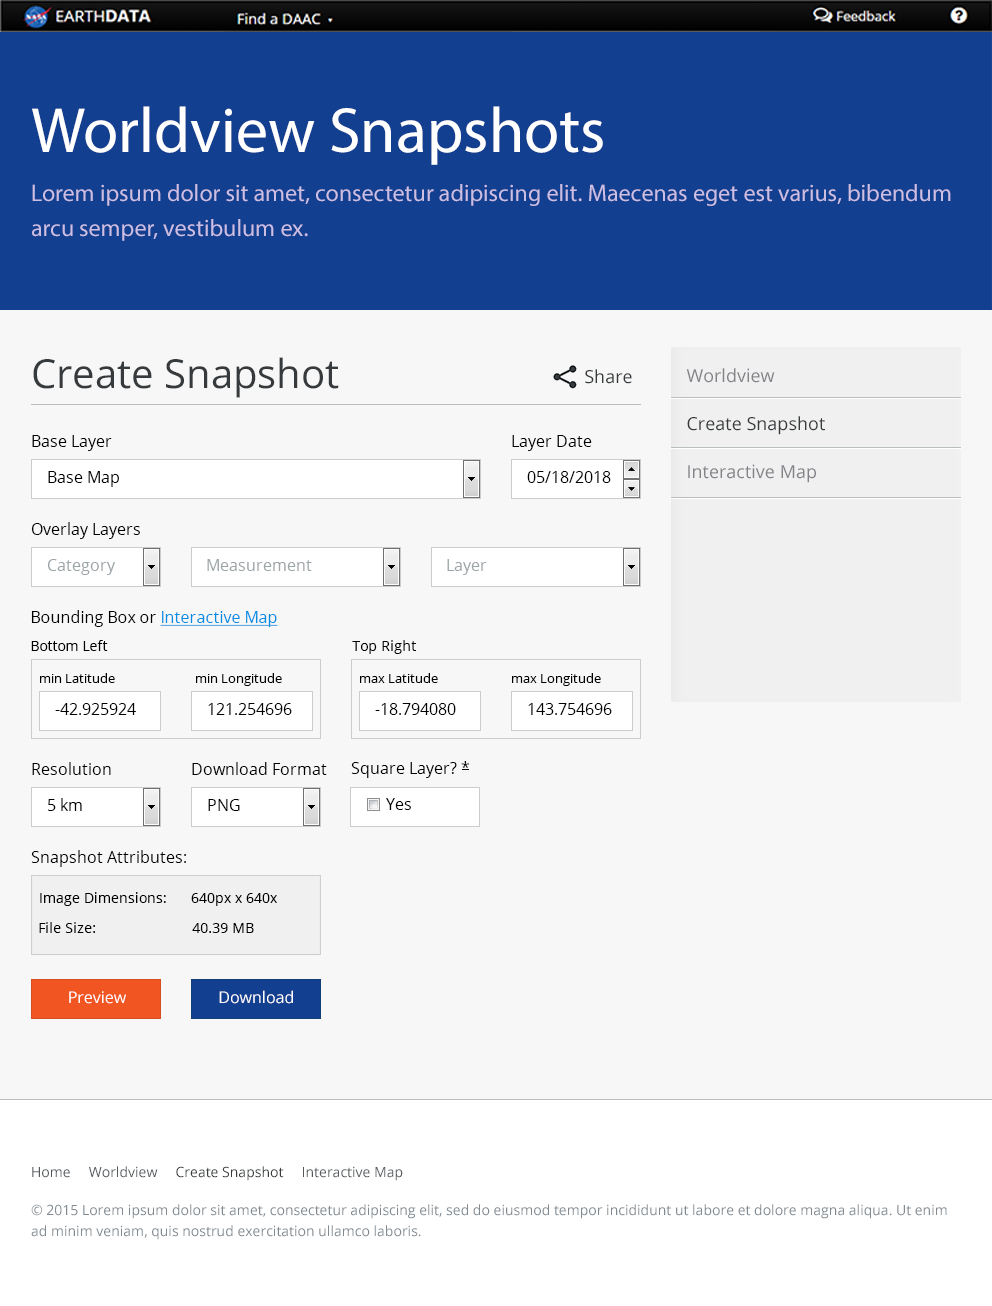 EARTHDATA
Find a DAAC
Feedback
?
Worldview Snapshots
Lorem ipsum dolor sit amet, consectetur adipiscing elit. Maecenas eget est varius, bibendum
arcu semper, vestibulum ex.
Create Snapshot
Share
Base Layer
Layer Date
Base Map
05/18/2018
Overlay Layers
Category
Measurement
Layer
Bounding Box or Interactive Map
Bottom Left
Top Right
min Latitude
min Longitude
max Latitude
max Longitude
-42.925924
121.254696
-18.794080
143.754696
Resolution
Download Format
Square Layer? *
5 km
PNG
Yes
Snapshot Attributes:
Image Dimensions: 640px x 640x
File Size: 40.39 MB
Preview
Download
Worldview
Create Snapshot
Interactive Map
Home Worldview Create Snapshot Interactive Map
© 2015 Lorem ipsum dolor sit amet, consectetur adipiscing elit, sed do eiusmod tempor incididunt ut labore et dolore magna aliqua. Ut enim
ad minim veniam, quis nostrud exercitation ullamco laboris.